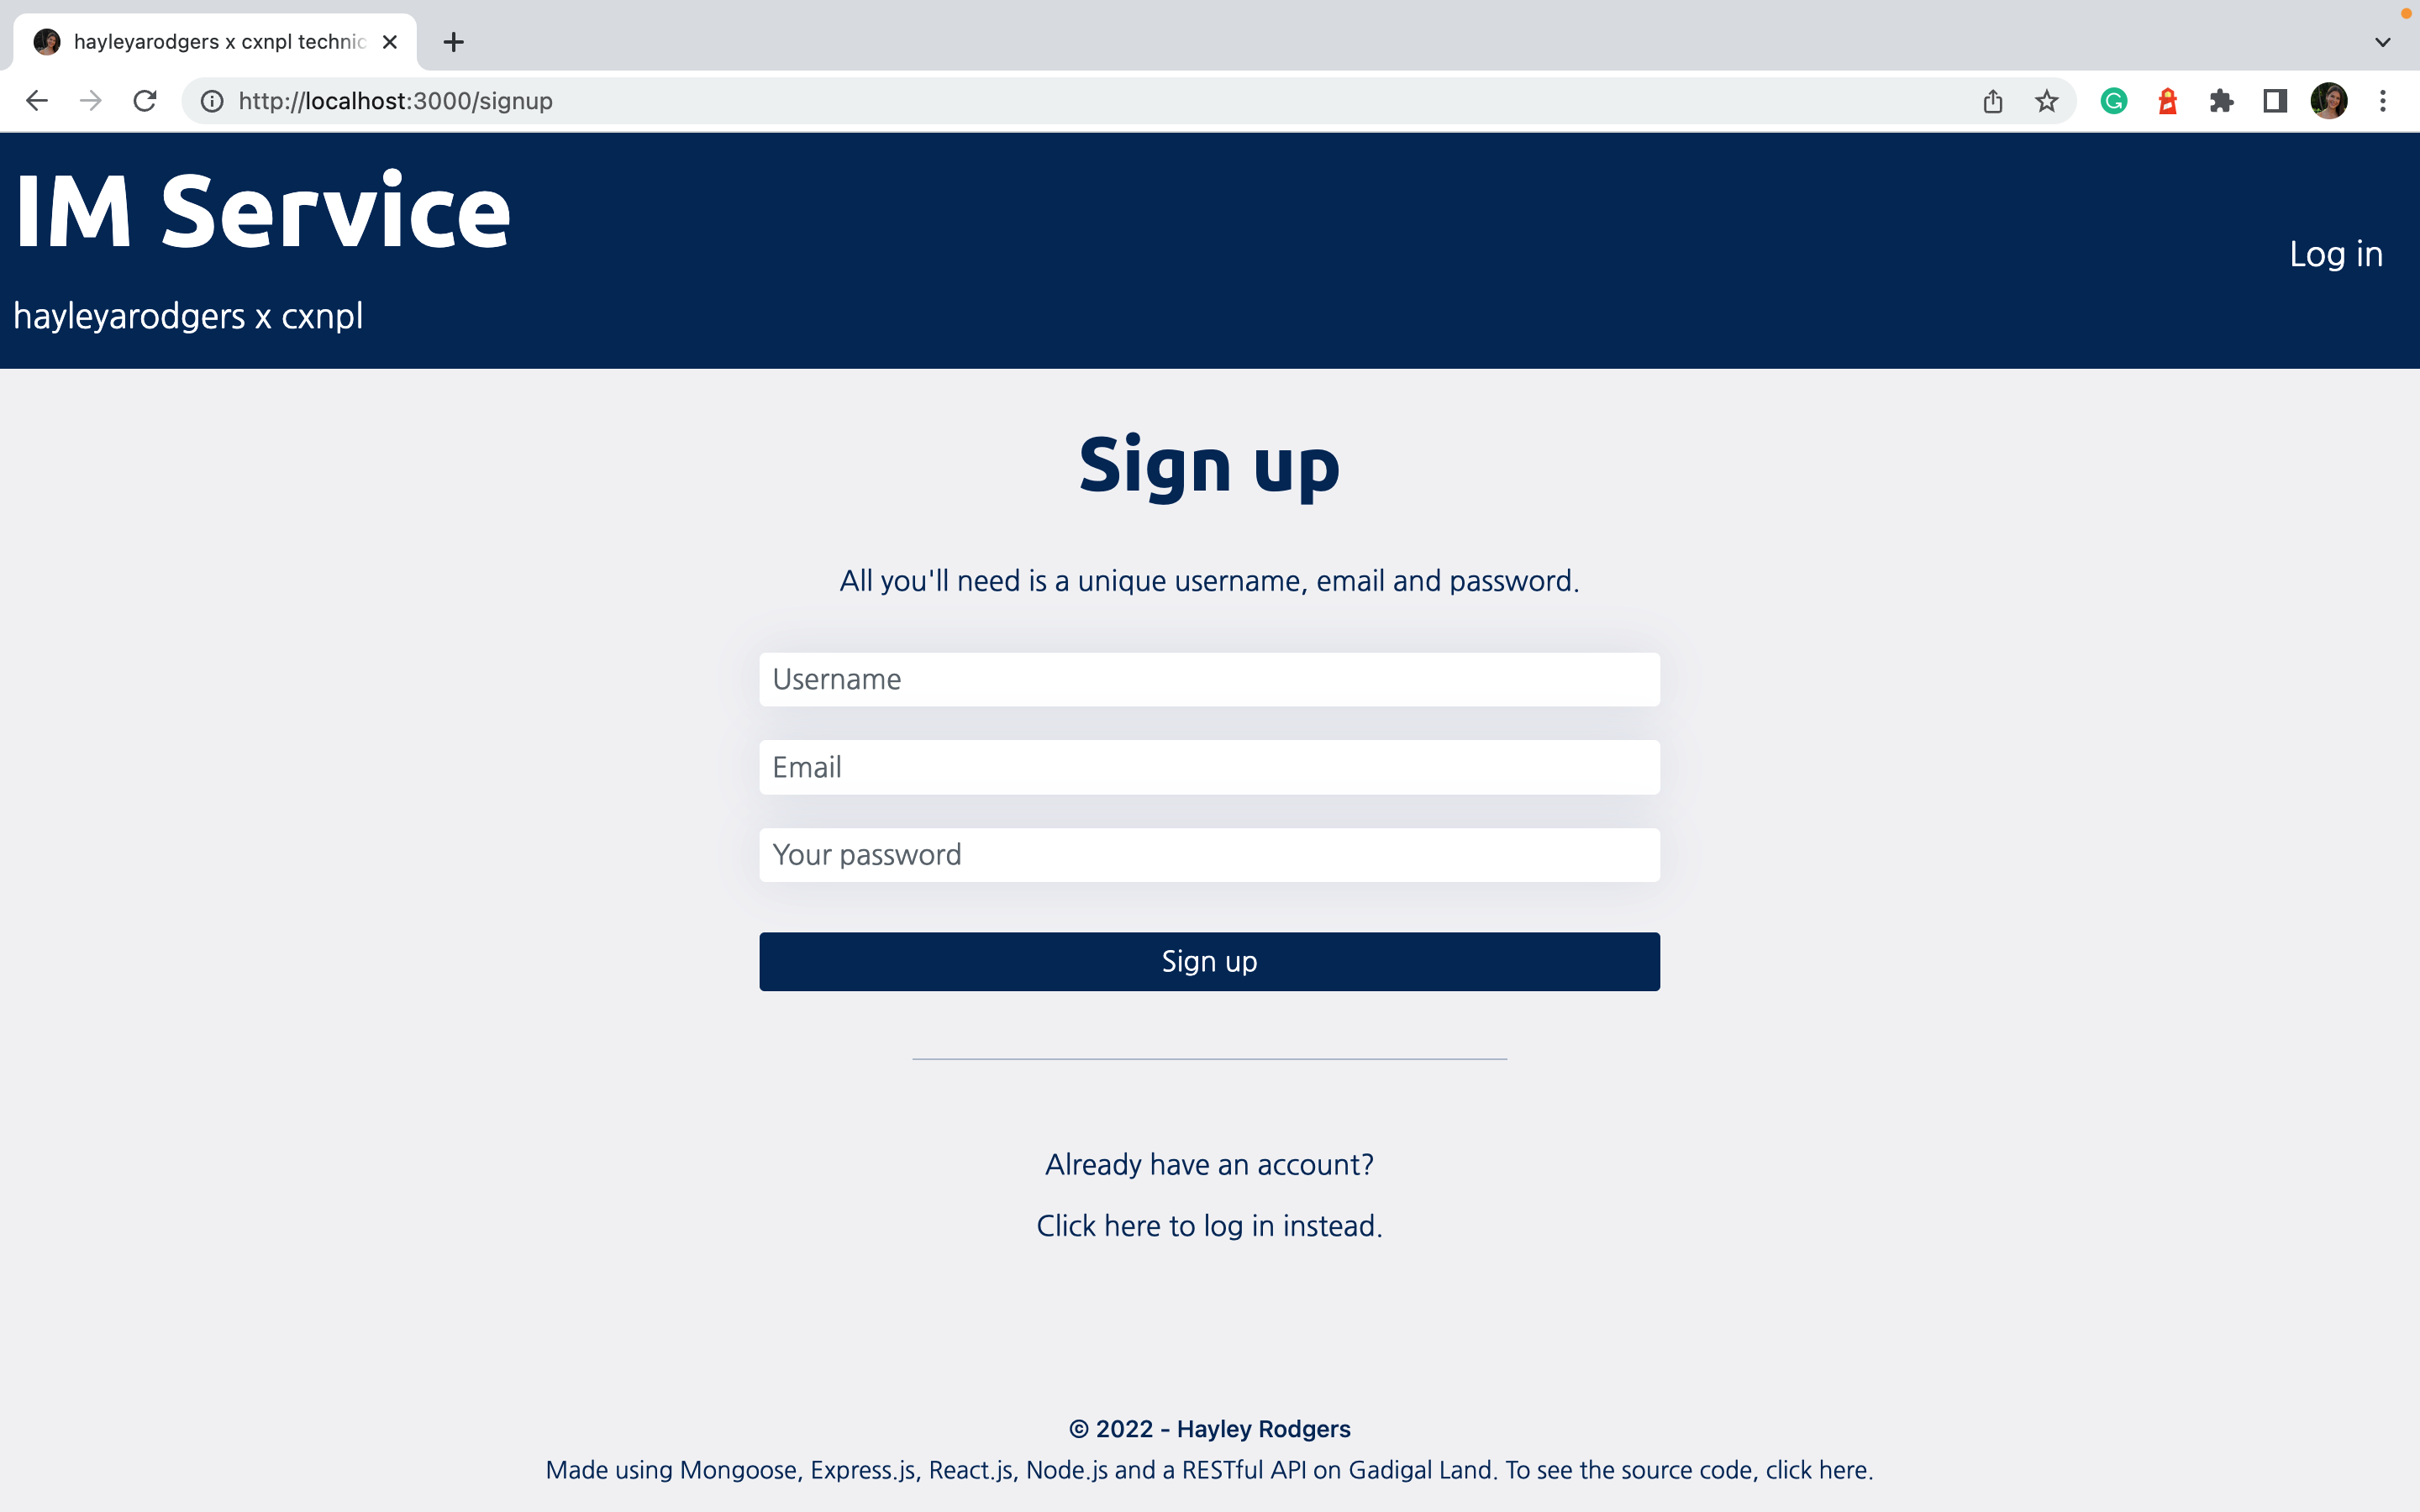 hayleyarodgers x cxnpl technic
http://localhost:3000/signup
IM Service
hayleyarodgers x cxnpl
Log in
Sign up
All you'll need is a unique username, email and password.
Username
Email
Your password
Sign up
Already have an account?
Click here to log in instead.
© 2022 - Hayley Rodgers
Made using Mongoose, Express.js, React.js, Node.js and a RESTful API on Gadigal Land. To see the source code, click here.